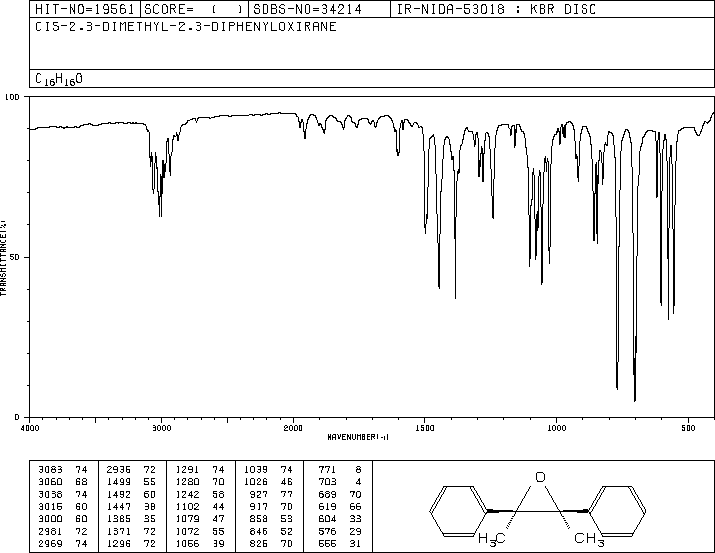 HIT-NO=19561 SCORE= ( ) SDBS-NO=34214 IR-NIDA-53018 : KBR DISC
CIS-2,3-DIMETHYL-2,3-DIPHENYLOXIRANE
C16H16O
100
50
0
TRANSMITTANCE(%)
4000 3000 2000 1500 1000 500
WAVENUMBER(-1)
3083 74 2936 72 1291 74 1039 74 771 8
3060 68 1499 55 1280 70 1026 46 703 4
3038 74 1492 60 1242 58 927 77 689 70
3015 60 1447 38 1102 44 917 70 619 66
3000 60 1385 35 1079 47 858 53 604 33
2981 72 1371 72 1072 55 846 52 576 29
2969 74 1296 72 1056 39 826 70 556 31
O
H3C CH3